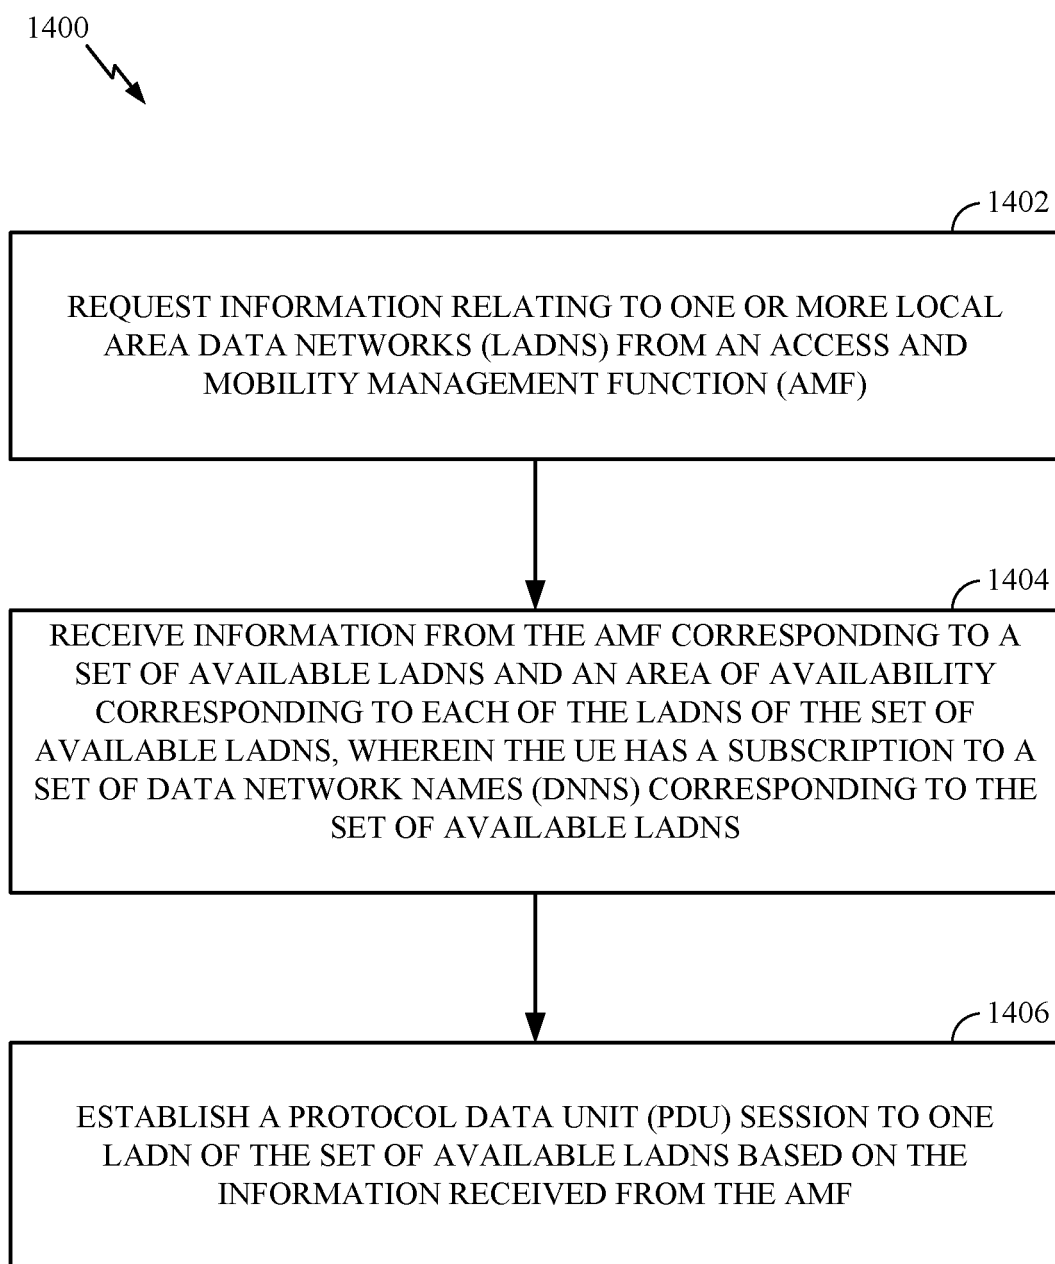 1400
1402
REQUEST INFORMATION RELATING TO ONE OR MORE LOCAL
AREA DATA NETWORKS (LADNS) FROM AN ACCESS AND
MOBILITY MANAGEMENT FUNCTION (AMF)
1404
RECEIVE INFORMATION FROM THE AMF CORRESPONDING TO A
SET OF AVAILABLE LADNS AND AN AREA OF AVAILABILITY
CORRESPONDING TO EACH OF THE LADNS OF THE SET OF
AVAILABLE LADNS, WHEREIN THE UE HAS A SUBSCRIPTION TO A
SET OF DATA NETWORK NAMES (DNNS) CORRESPONDING TO THE
SET OF AVAILABLE LADNS
1406
ESTABLISH A PROTOCOL DATA UNIT (PDU) SESSION TO ONE
LADN OF THE SET OF AVAILABLE LADNS BASED ON THE
INFORMATION RECEIVED FROM THE AMF